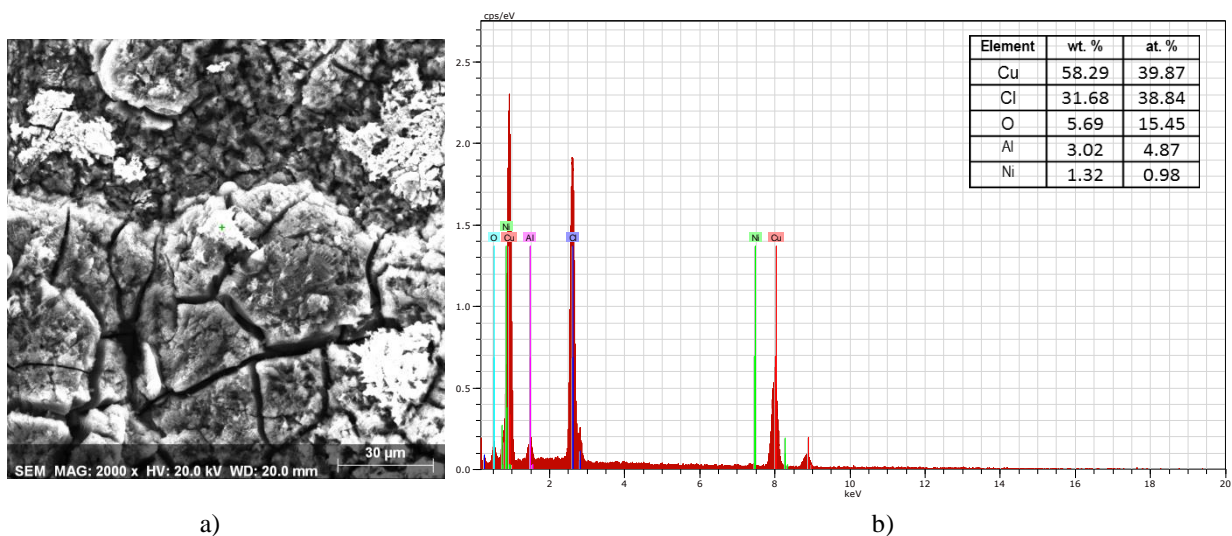 cps/eV
2.5
2.0
1.5
1.0
0.5
0.0
Element wt. % at. %
Cu 58.29 39.87
Cl 31.68 38.84
O 5.69 15.45
Al 3.02 4.87
Ni 1.32 0.98
Ni
O Cu Al Cl Ni Cu
2 4 6 8 10 12 14 16 18 20
keV
30 µm
SEM MAG: 2000 x HV: 20.0 kV WD: 20.0 mm
a) b)